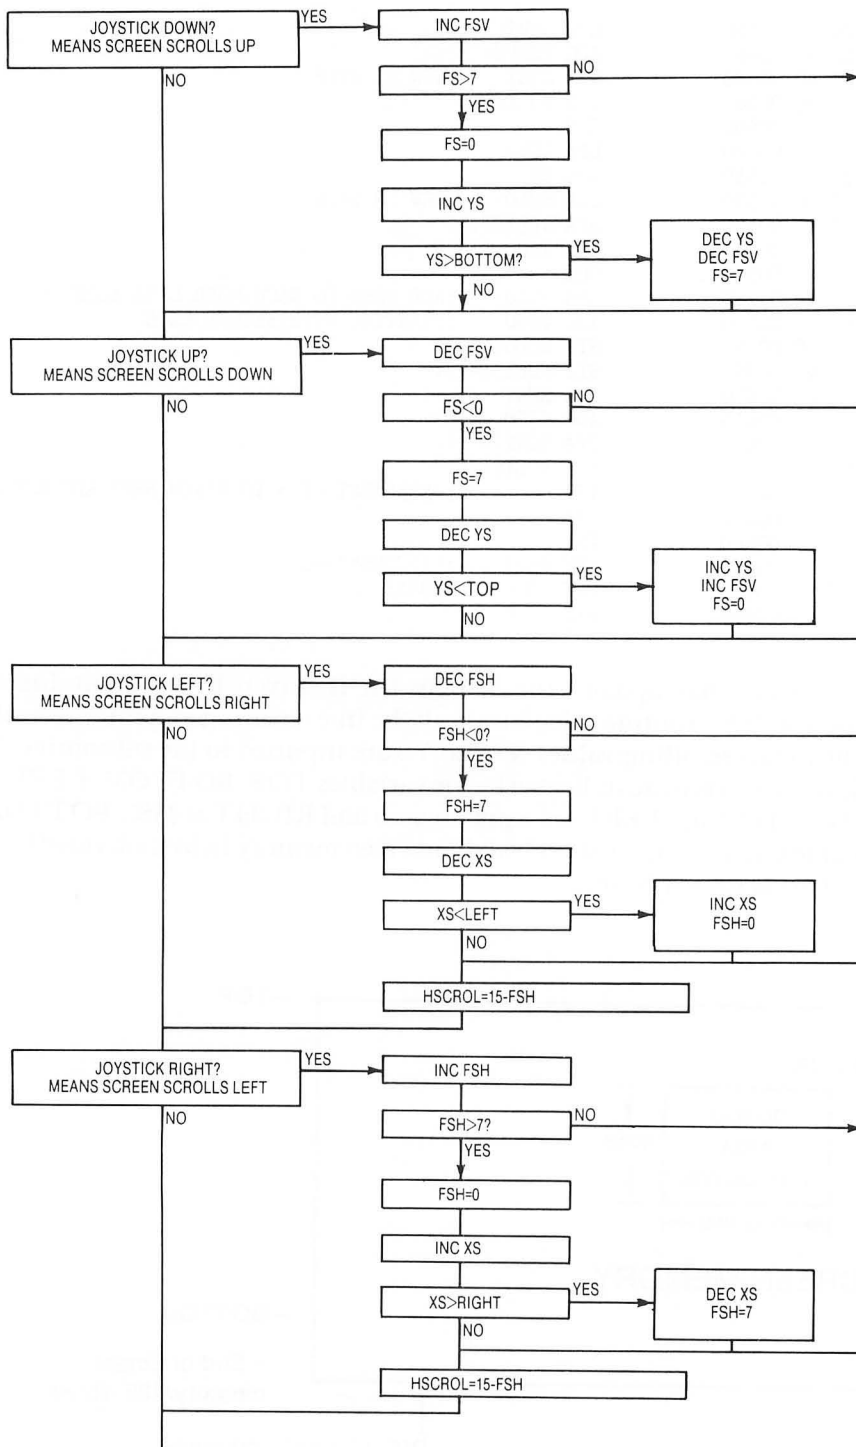 JOYSTICK DOWN?
MEANS SCREEN SCROLLS UP
YES
NO
INC FSV
FS>7
NO
YES
FS=0
INC YS
YS>BOTTOM?
YES
NO
DEC YS
DEC FSV
FS=7
JOYSTICK UP?
MEANS SCREEN SCROLLS DOWN
YES
NO
DEC FSV
FS<0
NO
YES
FS=7
DEC YS
YS<TOP
YES
NO
INC YS
INC FSV
FS=0
JOYSTICK LEFT?
MEANS SCREEN SCROLLS RIGHT
YES
NO
DEC FSH
FSH<0?
NO
YES
FSH=7
DEC XS
XS<LEFT
YES
NO
INC XS
FSH=0
HSCROL=15-FSH
JOYSTICK RIGHT?
MEANS SCREEN SCROLLS LEFT
YES
NO
INC FSH
FSH>7?
NO
YES
FSH=0
INC XS
XS>RIGHT
YES
NO
DEC XS
FSH=7
HSCROL=15-FSH